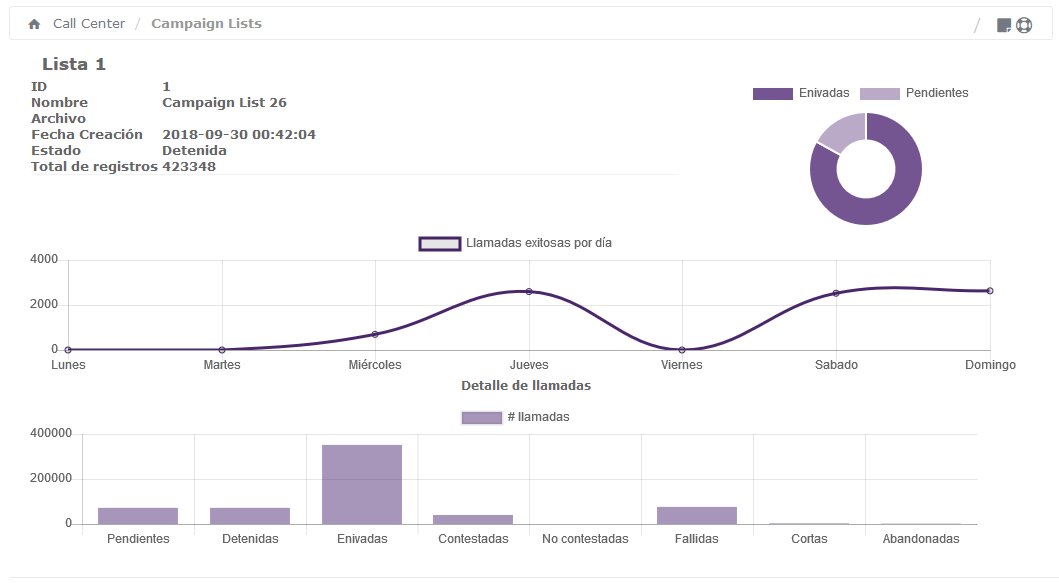 Call Center / Campaign Lists /
Lista 1
ID 1
Nombre Campaign List 26
Archivo
Fecha Creación 2018-09-30 00:42:04
Estado Detenida
Total de registros 423348
Enivadas Pendientes
Llamadas exitosas por día
4000
2000
0
Lunes Martes Miércoles Jueves Viernes Sabado Domingo
Detalle de llamadas
# llamadas
400000
200000
0
Pendientes Detenidas Enivadas Contestadas No contestadas Fallidas Cortas Abandonadas